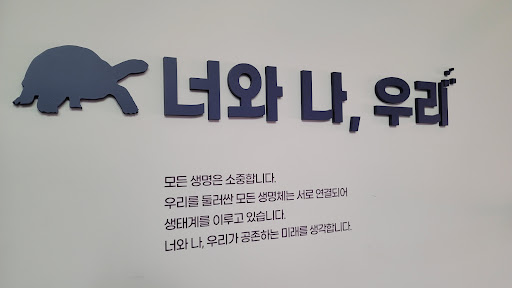 너와 나, 우리
모든 생명은 소중합니다.
우리를 둘러싼 모든 생명체는 서로 연결되어
생태계를 이루고 있습니다.
너와 나, 우리가 공존하는 미래를 생각합니다.